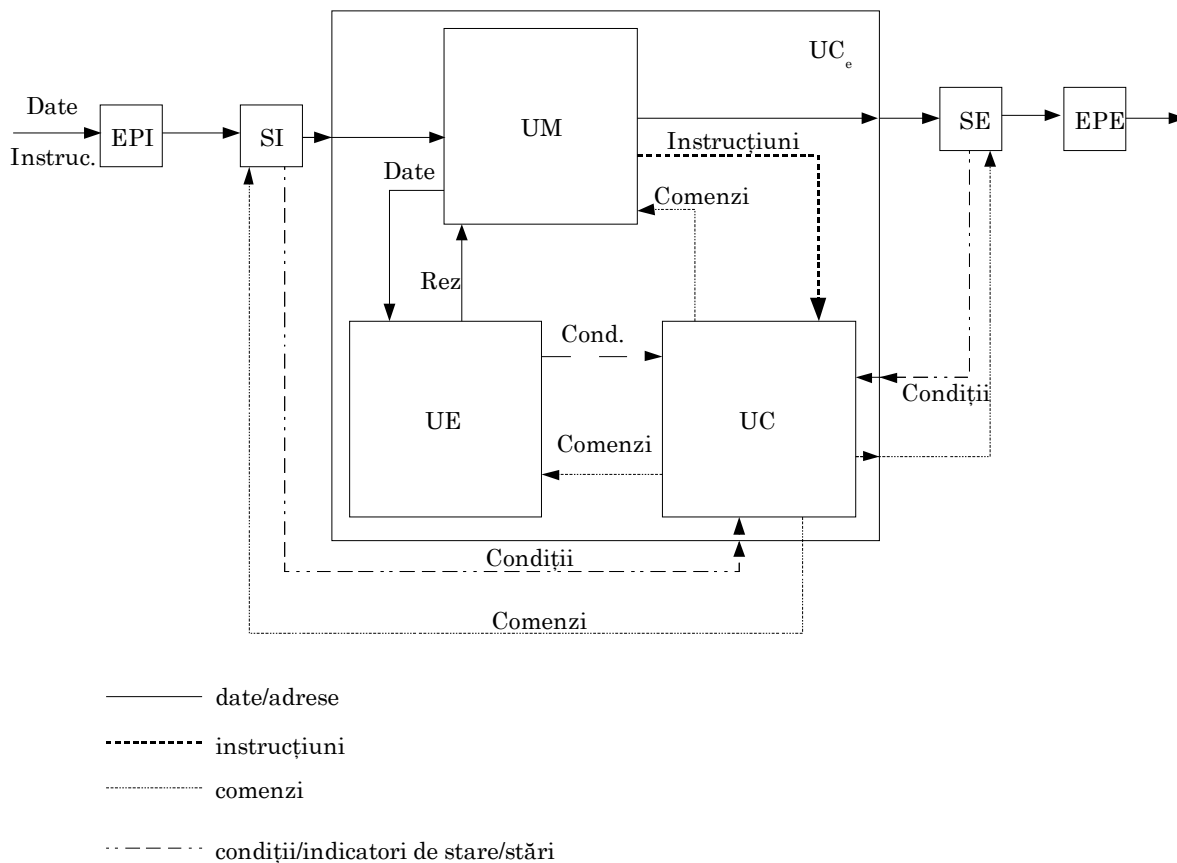 UCₑ
Date
Instruc.
EPI
SI
UM
SE
EPE
Instrucțiuni
Date
Comenzi
Rez
Cond.
Condiții
UE
UC
Comenzi
Condiții
Comenzi
date/adrese
instrucțiuni
comenzi
condiții/indicatori de stare/stări